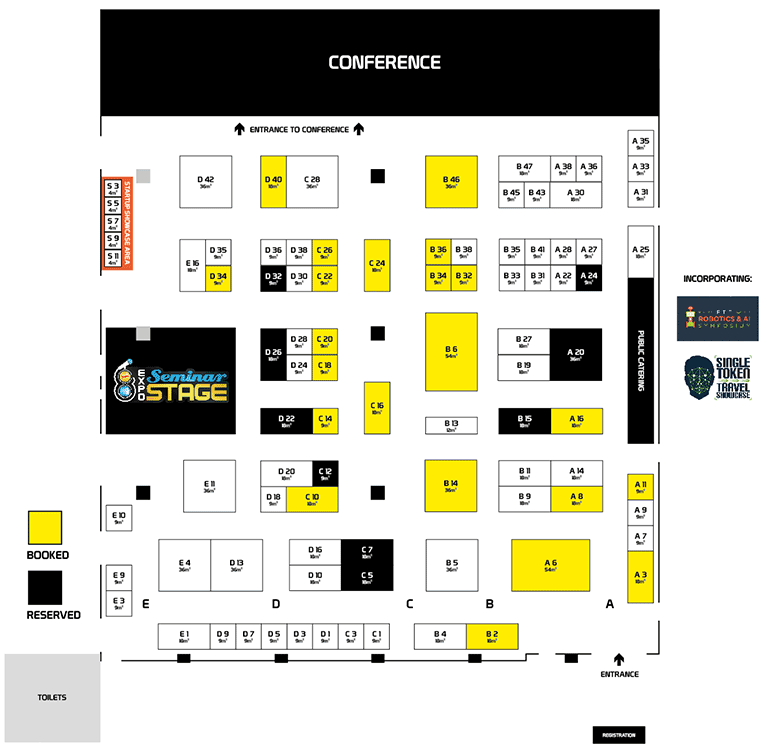 CONFERENCE
ENTRANCE TO CONFERENCE
A 35
9m²
A 33
9m²
A 31
9m²
D 42
36m²
D 40
18m²
C 28
36m²
B 46
36m²
B 47
18m²
A 38
9m²
A 36
9m²
B 45
9m²
B 43
9m²
A 30
18m²
S 3
4m²
S 5
4m²
S 7
4m²
S 9
4m²
S 11
4m²
STARTUP SHOWCASE AREA
E 16
18m²
D 35
9m²
D 34
9m²
D 36
9m²
D 38
9m²
C 26
9m²
D 32
9m²
D 30
9m²
C 22
9m²
C 24
18m²
B 36
9m²
B 38
9m²
B 34
9m²
B 32
9m²
B 35
9m²
B 41
9m²
A 28
9m²
A 27
9m²
B 33
9m²
B 31
9m²
A 22
9m²
A 24
9m²
A 25
18m²
PUBLIC CATERING
INCORPORATING:
ROBOTICS & AI
SYMPOSIUM
SINGLE
TOKEN
TRAVEL
SHOWCASE
EXPO
Seminar
STAGE
D 26
18m²
D 28
9m²
C 20
9m²
D 24
9m²
C 18
9m²
B 6
54m²
B 27
18m²
B 19
18m²
A 20
36m²
D 22
18m²
C 14
9m²
C 16
18m²
B 13
12m²
B 15
18m²
A 16
18m²
E 11
36m²
D 20
18m²
C 12
9m²
D 18
9m²
C 10
18m²
B 14
36m²
B 11
18m²
A 14
18m²
B 9
18m²
A 8
18m²
A 11
9m²
A 9
9m²
A 7
9m²
A 3
18m²
E 10
9m²
BOOKED
RESERVED
E 4
36m²
D 13
36m²
D 16
18m²
C 7
18m²
D 10
18m²
C 5
18m²
B 5
36m²
A 6
54m²
E 9
9m²
E 3
9m²
E D C B A
E 1
18m²
D 9
9m²
D 7
9m²
D 5
9m²
D 3
9m²
D 1
9m²
C 3
9m²
C 1
9m²
B 4
18m²
B 2
18m²
ENTRANCE
TOILETS
REGISTRATION